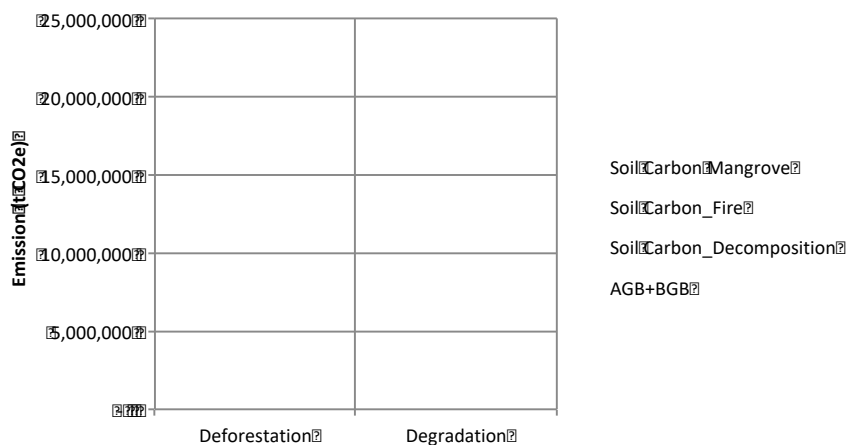 25,000,000
20,000,000
15,000,000
10,000,000
5,000,000
-
Emission (t CO2e)
Deforestation
Degradation
Soil Carbon Mangrove
Soil Carbon_Fire
Soil Carbon_Decomposition
AGB+BGB